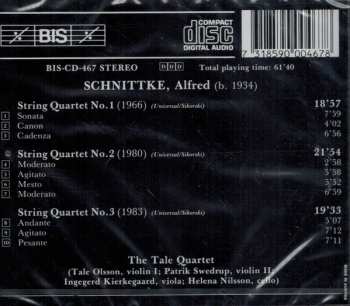 BIS
COMPACT
disc
DIGITAL AUDIO
7 318590 004678
BIS-CD-467 STEREO
D D D
Total playing time: 61'40
SCHNITTKE, Alfred (b. 1934)
String Quartet No.1 (1966) (Universal/Sikorski) 18'57
1 Sonata 7'59
2 Canon 4'02
3 Cadenza 6'56
String Quartet No.2 (1980) (Universal/Sikorski) 21'54
4 Moderato 2'58
5 Agitato 5'38
6 Mesto 6'42
7 Moderato 5'58
String Quartet No.3 (1983) (Universal/Sikorski) 19'33
8 Andante 5'03
9 Agitato 7'12
10 Pesante 7'11
The Tale Quartet
(Tale Olsson, violin I; Patrik Swedrup, violin II;
Ingegerd Kierkegaard, viola; Helena Nilsson, cello)